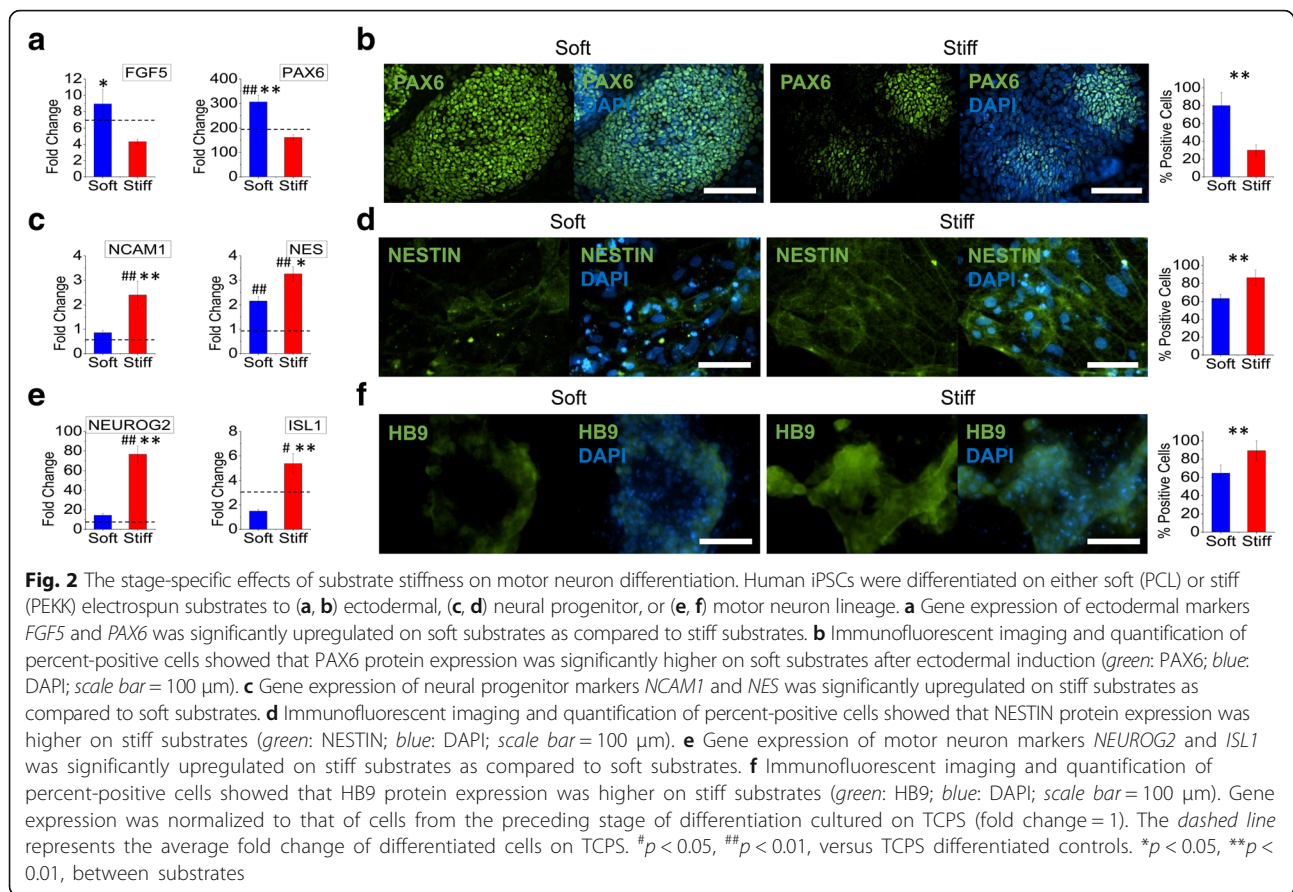 a
FGF5
PAX6
Fold Change
12
10
8
6
4
2
0
*
Soft Stiff
Fold Change
400
300
200
100
0
## **
Soft Stiff
b
Soft
Stiff
PAX6
PAX6
DAPI
PAX6
PAX6
DAPI
% Positive Cells
100
80
60
40
20
0
**
Soft
Stiff
c
NCAM1
NES
Fold Change
4
3
2
1
0
## **
Soft Stiff
Fold Change
4
3
2
1
0
##
## *
Soft Stiff
d
Soft
Stiff
NESTIN
NESTIN
DAPI
NESTIN
NESTIN
DAPI
% Positive Cells
100
80
60
40
20
0
**
Soft
Stiff
e
NEUROG2
ISL1
Fold Change
100
80
60
40
20
0
## **
Soft Stiff
Fold Change
8
6
4
2
0
# **
Soft Stiff
f
Soft
Stiff
HB9
HB9
DAPI
HB9
HB9
DAPI
% Positive Cells
100
80
60
40
20
0
**
Soft
Stiff
Fig. 2 The stage-specific effects of substrate stiffness on motor neuron differentiation. Human iPSCs were differentiated on either soft (PCL) or stiff
(PEKK) electrospun substrates to (a, b) ectodermal, (c, d) neural progenitor, or (e, f) motor neuron lineage. a Gene expression of ectodermal markers
FGF5 and PAX6 was significantly upregulated on soft substrates as compared to stiff substrates. b Immunofluorescent imaging and quantification of
percent-positive cells showed that PAX6 protein expression was significantly higher on soft substrates after ectodermal induction (green: PAX6; blue:
DAPI; scale bar = 100 μm). c Gene expression of neural progenitor markers NCAM1 and NES was significantly upregulated on stiff substrates as
compared to soft substrates. d Immunofluorescent imaging and quantification of percent-positive cells showed that NESTIN protein expression was
higher on stiff substrates (green: NESTIN; blue: DAPI; scale bar = 100 μm). e Gene expression of motor neuron markers NEUROG2 and ISL1
was significantly upregulated on stiff substrates as compared to soft substrates. f Immunofluorescent imaging and quantification of
percent-positive cells showed that HB9 protein expression was higher on stiff substrates (green: HB9; blue: DAPI; scale bar = 100 μm). Gene
expression was normalized to that of cells from the preceding stage of differentiation cultured on TCPS (fold change = 1). The dashed line
represents the average fold change of differentiated cells on TCPS. #p < 0.05, ##p < 0.01, versus TCPS differentiated controls. *p < 0.05, **p <
0.01, between substrates